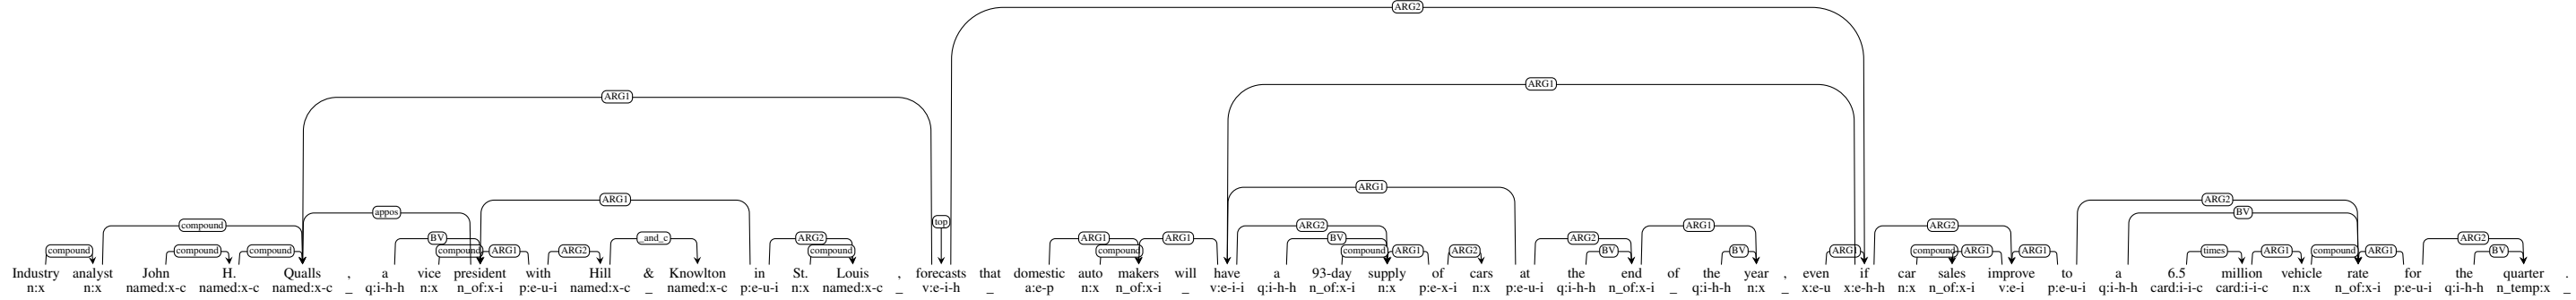 ARG2
ARG1
ARG1
ARG1
ARG1 ARG2
appos BV
compound top ARG2 ARG1 ARG2
BV _and_c ARG2 ARG1 ARG1 BV ARG2 ARG2
compound compound compound compound ARG1 ARG2 compound compound compound ARG1 ARG2 BV BV ARG1 compound ARG1 ARG1 times ARG1 compound ARG1 BV
Industry analyst John H. Qualls , a vice president with Hill & Knowlton in St. Louis , forecasts that domestic auto makers will have a 93-day supply of cars at the end of the year , even if car sales improve to a 6.5 million vehicle rate for the quarter .
n:x n:x named:x-c named:x-c named:x-c _ q:i-h-h n:x n_of:x-i p:e-u-i named:x-c _ named:x-c p:e-u-i n:x named:x-c _ v:e-i-h _ a:e-p n:x n_of:x-i _ v:e-i-i q:i-h-h n_of:x-i n:x p:e-x-i n:x p:e-u-i q:i-h-h n_of:x-i _ q:i-h-h n:x _ x:e-u x:e-h-h n:x n_of:x-i v:e-i p:e-u-i q:i-h-h card:i-i-c card:i-i-c n:x n_of:x-i p:e-u-i q:i-h-h n_temp:x _